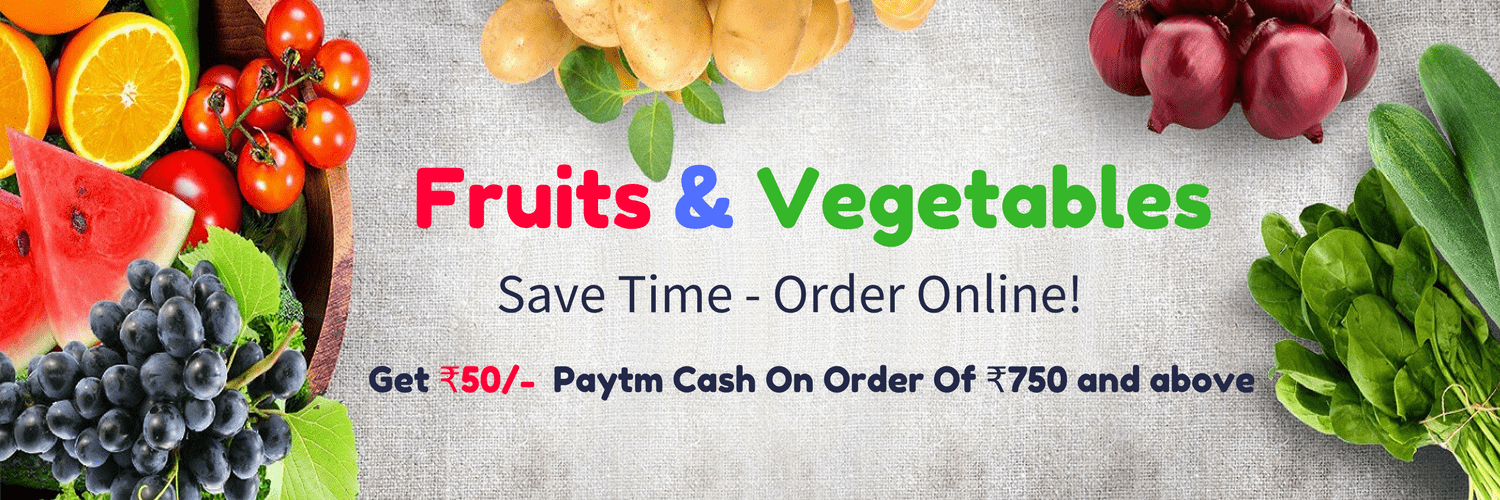 Fruits & Vegetables
Save Time - Order Online!
Get ₹50/- Paytm Cash On Order Of ₹750 and above